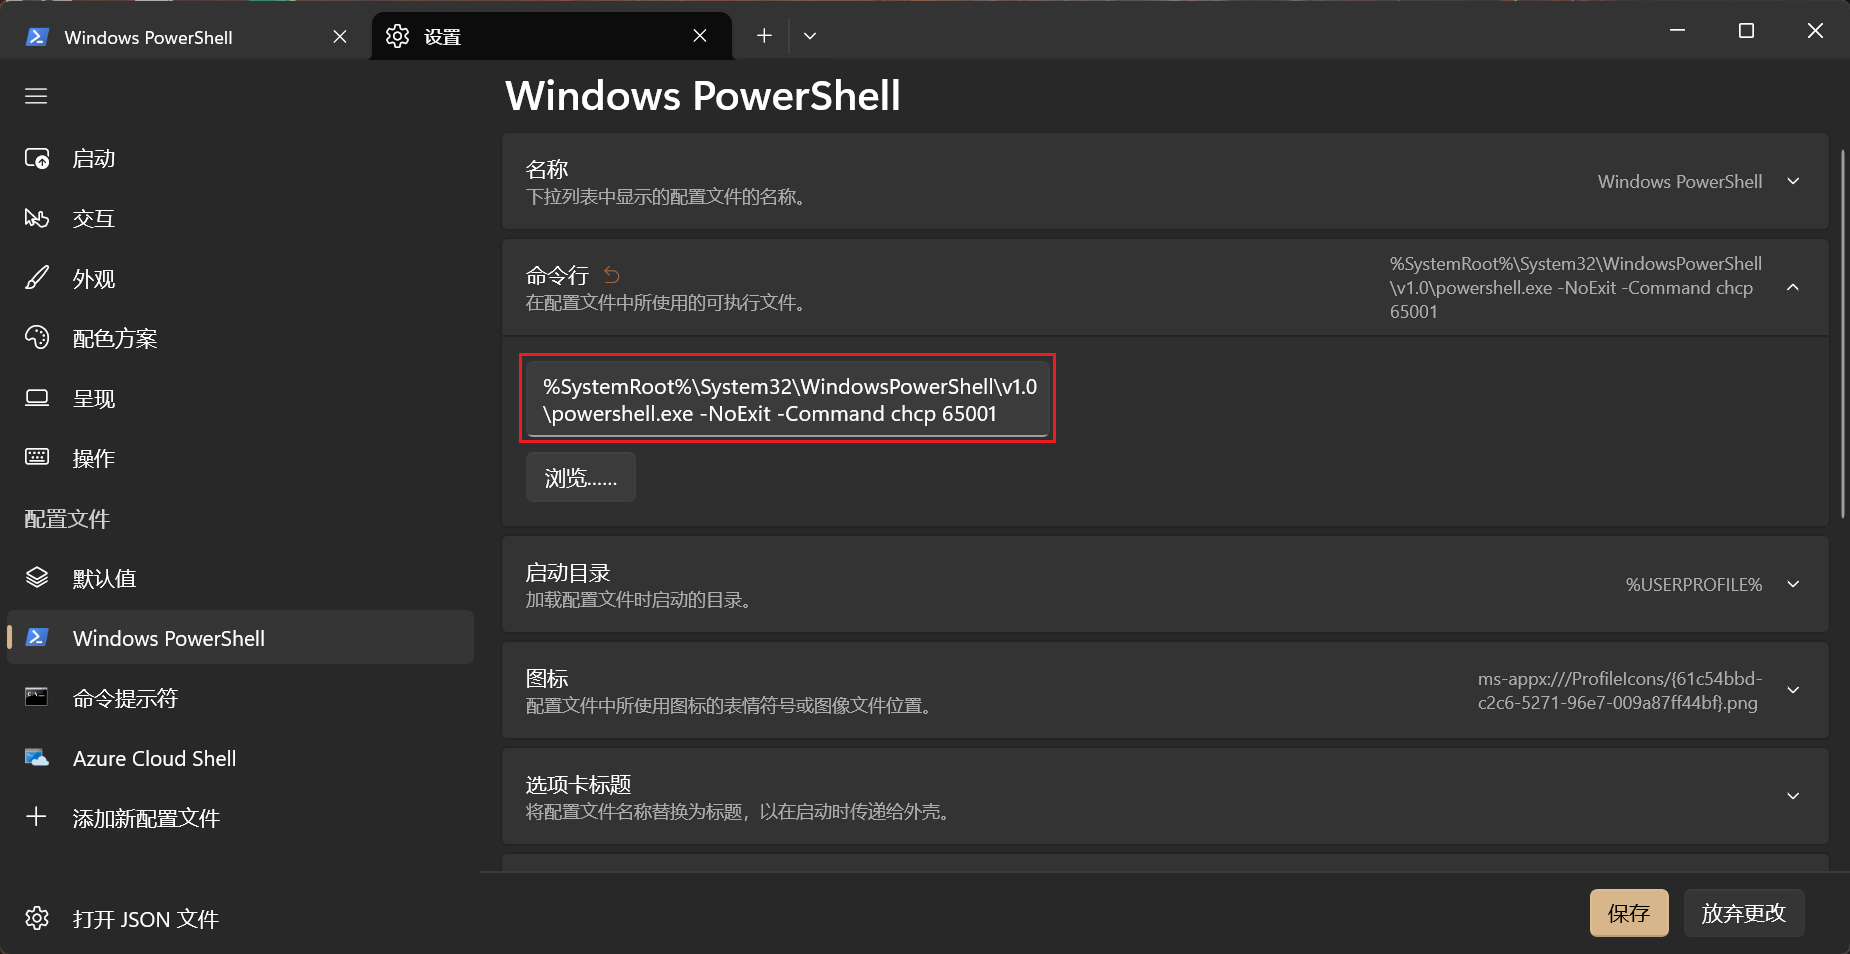 Windows PowerShell
设置
启动
交互
外观
配色方案
呈现
操作
配置文件
默认值
Windows PowerShell
命令提示符
Azure Cloud Shell
添加新配置文件
打开 JSON 文件
Windows PowerShell
名称
下拉列表中显示的配置文件的名称。
Windows PowerShell
命令行
在配置文件中所使用的可执行文件。
%SystemRoot%\System32\WindowsPowerShell
\v1.0\powershell.exe -NoExit -Command chcp
65001
%SystemRoot%\System32\WindowsPowerShell\v1.0
\powershell.exe -NoExit -Command chcp 65001
浏览......
启动目录
加载配置文件时启动的目录。
%USERPROFILE%
图标
配置文件中所使用图标的表情符号或图像文件位置。
ms-appx:///ProfileIcons/{61c54bbd-
c2c6-5271-96e7-009a87ff44bf}.png
选项卡标题
将配置文件名称替换为标题，以在启动时传递给外壳。
保存
放弃更改